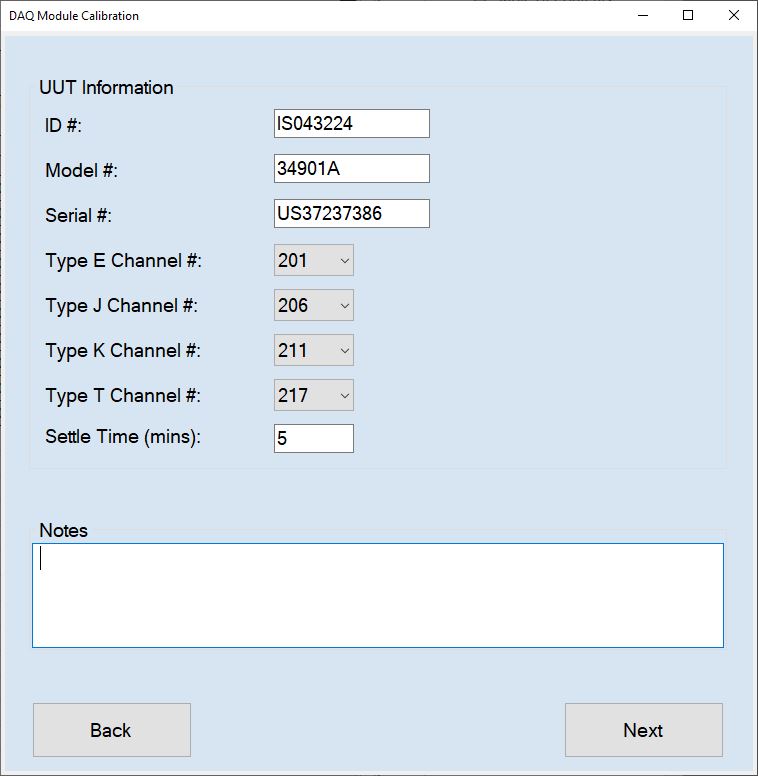 DAQ Module Calibration
UUT Information
ID #: IS043224
Model #: 34901A
Serial #: US37237386
Type E Channel #: 201
Type J Channel #: 206
Type K Channel #: 211
Type T Channel #: 217
Settle Time (mins): 5
Notes
Back Next